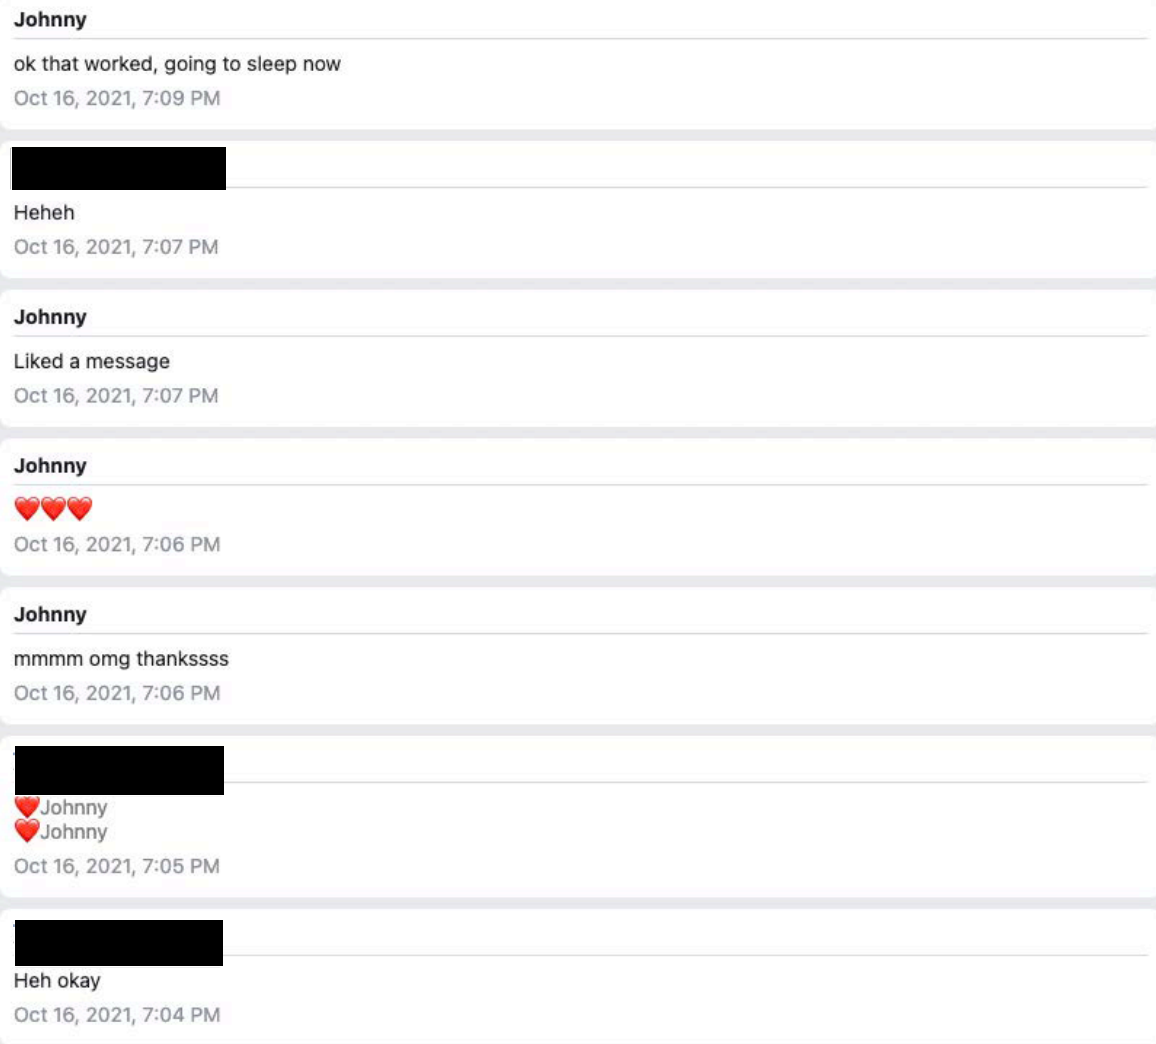 Johnny
ok that worked, going to sleep now
Oct 16, 2021, 7:09 PM
Heheh
Oct 16, 2021, 7:07 PM
Johnny
Liked a message
Oct 16, 2021, 7:07 PM
Johnny
❤️❤️❤️
Oct 16, 2021, 7:06 PM
Johnny
mmmm omg thankssss
Oct 16, 2021, 7:06 PM
❤️Johnny
❤️Johnny
Oct 16, 2021, 7:05 PM
Heh okay
Oct 16, 2021, 7:04 PM